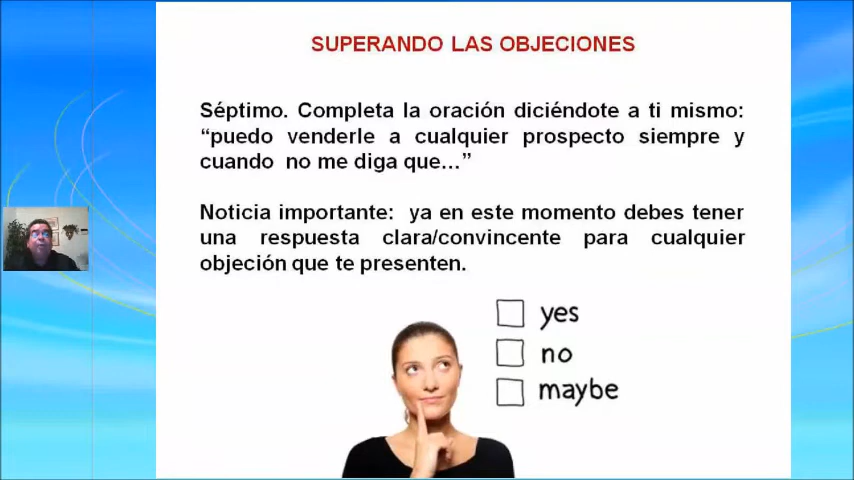 SUPERANDO LAS OBJECIONES
Séptimo. Completa la oración diciéndote a ti mismo:
“puedo venderle a cualquier prospecto siempre y
cuando no me diga que…”
Noticia importante: ya en este momento debes tener
una respuesta clara/convincente para cualquier
objeción que te presenten.
yes
no
maybe